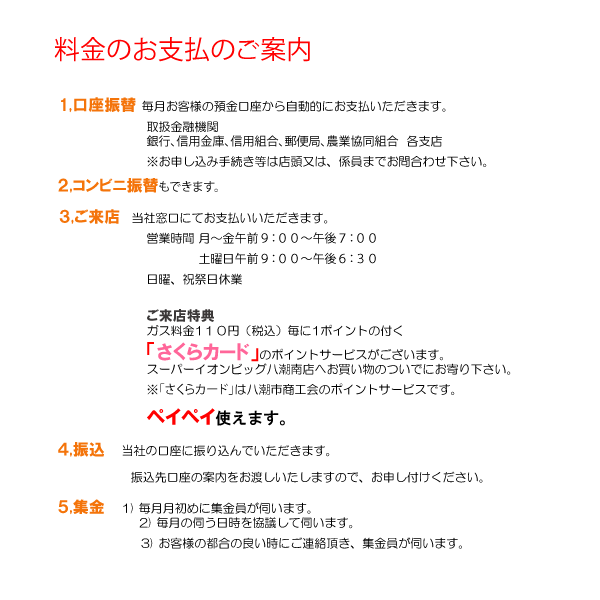 料金のお支払のご案内
1,口座振替 毎月お客様の預金口座から自動的にお支払いただきます。
取扱金融機関
銀行､信用金庫､信用組合､郵便局､農業協同組合 各支店
※お申し込み手続き等は店頭又は、係員までお問合わせ下さい。
2,コンビニ振替もできます。
3,ご来店 当社窓口にてお支払いいただきます。
営業時間 月～金午前９：００～午後７：００
土曜日午前９：００～午後６：３０
日曜、祝祭日休業
ご来店特典
ガス料金１１０円（税込）毎に1ポイントの付く
「さくらカード」のポイントサービスがございます。
スーパーイオンビッグ八潮南店へお買い物のついでにお寄り下さい。
※｢さくらカード｣は八潮市商工会のポイントサービスです。
ペイペイ使えます。
4,振込 当社の口座に振り込んでいただきます。
振込先口座の案内をお渡しいたしますので、お申し付けください。
5,集金 1) 毎月月初めに集金員が伺います。
2) 毎月の伺う日時を協議して伺います。
3) お客様の都合の良い時にご連絡頂き、集金員が伺います。